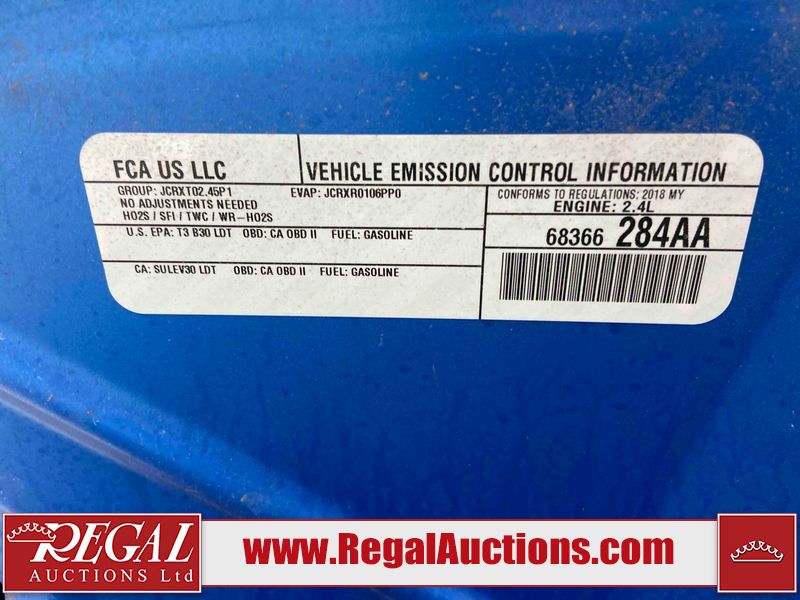 FCA US LLC
VEHICLE EMISSION CONTROL INFORMATION
GROUP: JCRXT02.45P1 EVAP: JCRXR0106PP0
NO ADJUSTMENTS NEEDED
HO2S / SFI / TWC / WR-HO2S
U.S. EPA: T3 B30 LDT OBD: CA OBD II FUEL: GASOLINE
CA: SULEV30 LDT OBD: CA OBD II FUEL: GASOLINE
CONFORMS TO REGULATIONS: 2018 MY
ENGINE: 2.4L
68366 284AA
REGAL
AUCTIONS Ltd
www.RegalAuctions.com